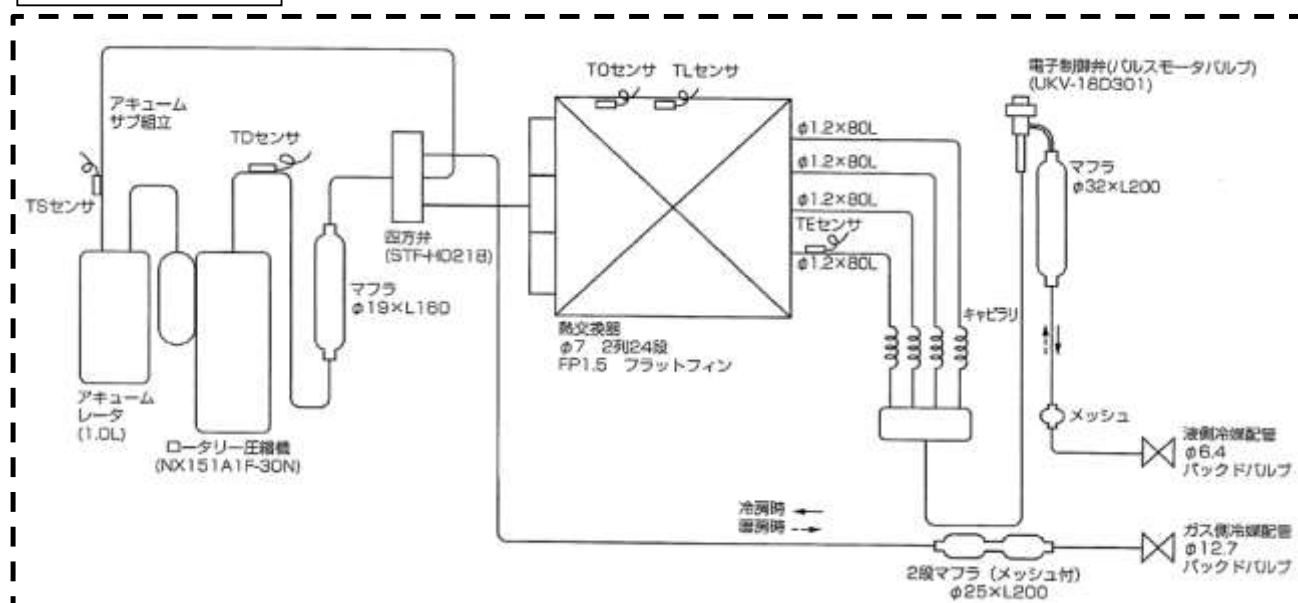 TOセンサ
TLセンサ
電子制御弁(パルスモータバルブ)
(UKV-18D301)
アキューム
サブ組立
TDセンサ
φ1.2×80L
φ1.2×80L
φ1.2×80L
TEセンサ
φ1.2×80L
マフラ
φ32×L200
TSセンサ
四方弁
(STF-H0218)
マフラ
φ19×L160
熱交換器
φ7 2列24段
FP1.5 フラットフィン
キャピラリ
アキューム
レータ
(1.0L)
ロータリー圧縮機
(NX151A1F-30N)
メッシュ
液側冷媒配管
φ6.4
パックドバルブ
冷房時
暖房時
ガス側冷媒配管
φ12.7
パックドバルブ
2段マフラ (メッシュ付)
φ25×L200